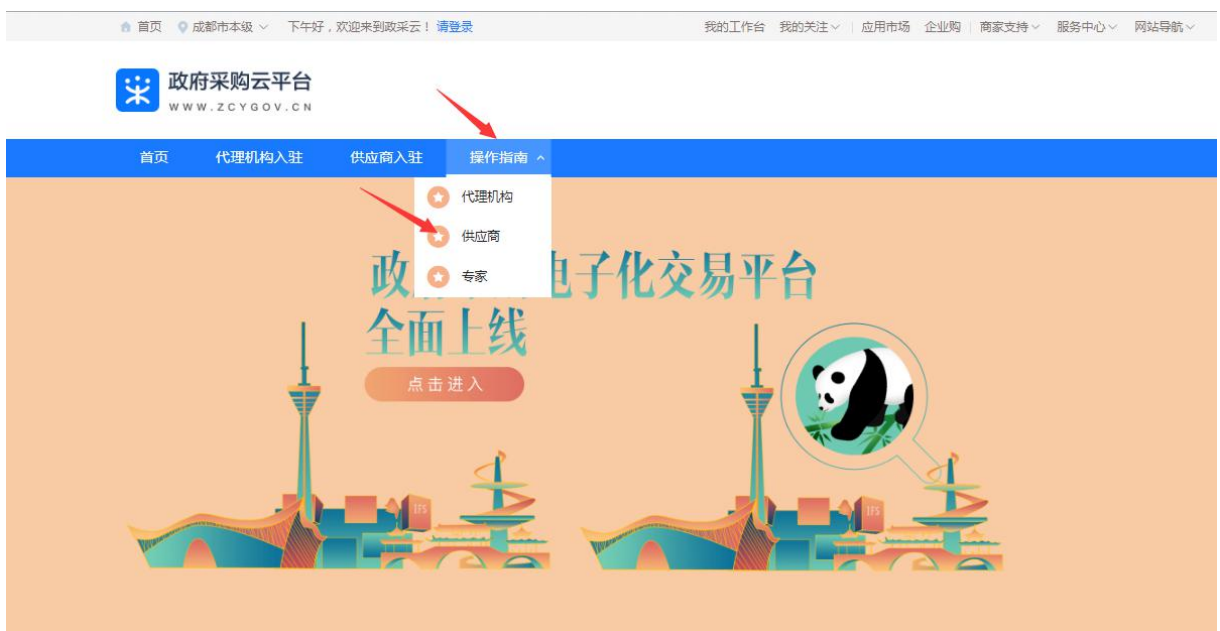 首页 成都市本级 下午好，欢迎来到政采云！ 请登录 我的工作台 我的关注 应用市场 企业购 商家支持 服务中心 网站导航
政府采购云平台
WWW.ZCYGOV.CN
首页 代理机构入驻 供应商入驻 操作指南
代理机构
供应商
专家
政 电子化交易平台
全面上线
点击进入
IFS IFS